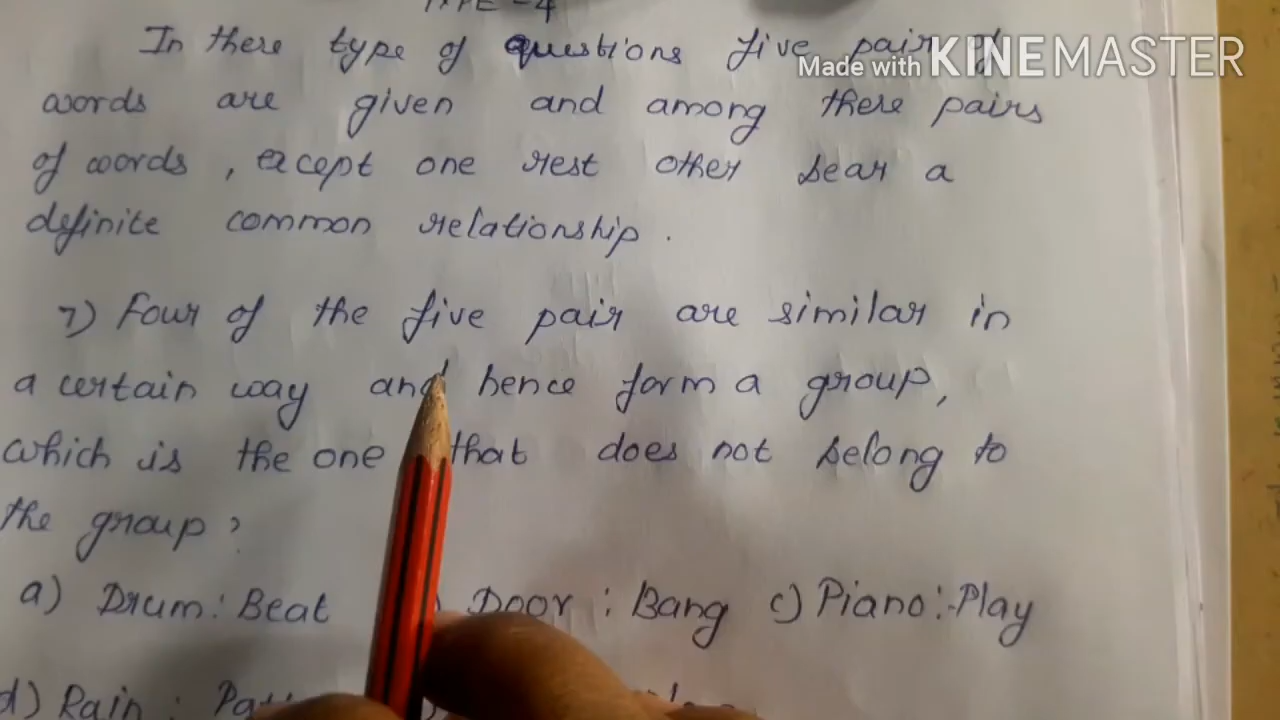 TYPE - 4
In there type of questions five pair of
Made with KINEMASTER
words are given and among there pairs
of words, except one rest other bear a
definite common relationship.
7) Four of the five pair are similar in
a certain way and hence form a group,
which is the one that does not belong to
the group?
a) Drum: Beat ) Door : Bang c) Piano: Play
d) Rain :